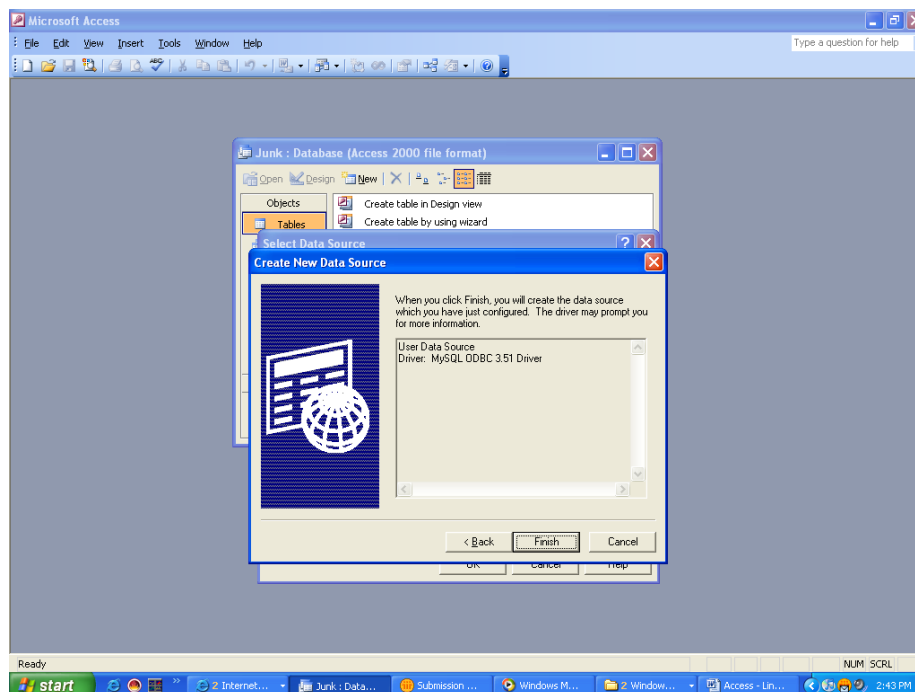 Microsoft Access
File Edit View Insert Tools Window Help
Type a question for help
Junk : Database (Access 2000 file format)
Open Design New
Objects
Create table in Design view
Tables
Create table by using wizard
Select Data Source
Create New Data Source
When you click Finish, you will create the data source
which you have just configured. The driver may prompt you
for more information.
User Data Source
Driver: MySQL ODBC 3.51 Driver
< Back Finish Cancel
OK Cancel Help
Ready
NUM SCRL
start
2 Internet...
Junk : Data...
Submission ...
Windows M...
2 Window...
Access - Lin...
2:43 PM